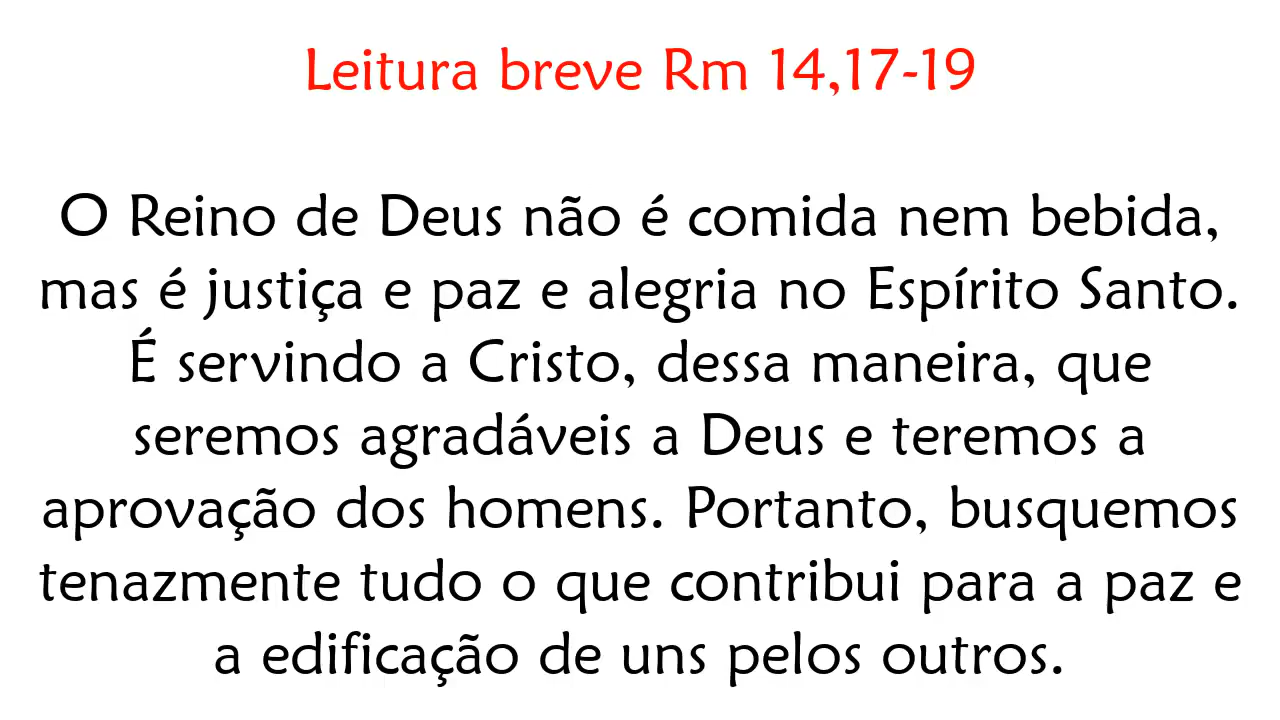 Leitura breve Rm 14,17-19
O Reino de Deus não é comida nem bebida,
mas é justiça e paz e alegria no Espírito Santo.
É servindo a Cristo, dessa maneira, que
seremos agradáveis a Deus e teremos a
aprovação dos homens. Portanto, busquemos
tenazmente tudo o que contribui para a paz e
a edificação de uns pelos outros.